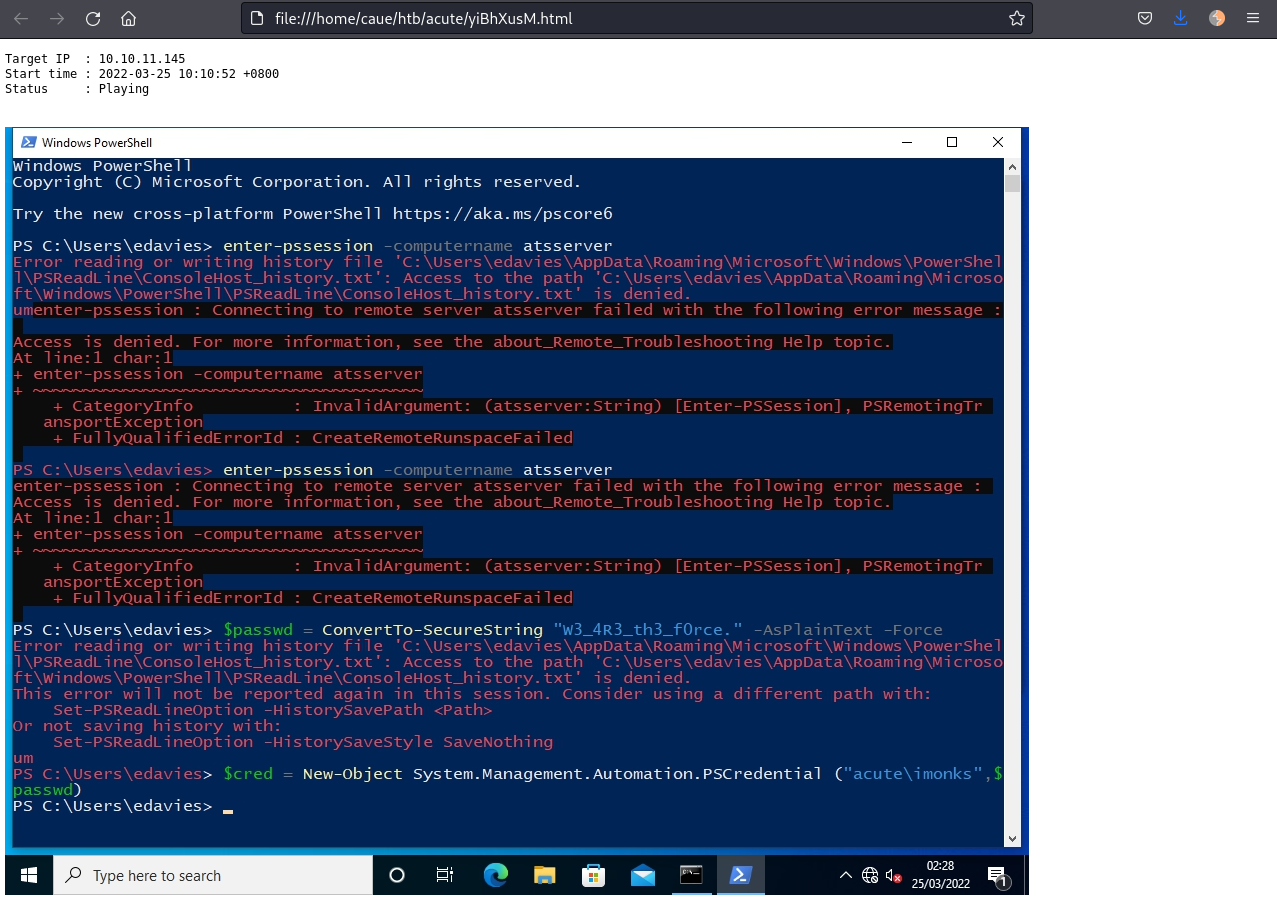 file:///home/caue/htb/acute/yiBhXusM.html
Target IP  : 10.10.11.145
Start time : 2022-03-25 10:10:52 +0800
Status     : Playing
Windows PowerShell
Windows PowerShell
Copyright (C) Microsoft Corporation. All rights reserved.
Try the new cross-platform PowerShell https://aka.ms/pscore6
PS C:\Users\edavies> enter-pssession -computername atsserver
Error reading or writing history file 'C:\Users\edavies\AppData\Roaming\Microsoft\Windows\PowerShel
l\PSReadLine\ConsoleHost_history.txt': Access to the path 'C:\Users\edavies\AppData\Roaming\Microso
ft\Windows\PowerShell\PSReadLine\ConsoleHost_history.txt' is denied.
umenter-pssession : Connecting to remote server atsserver failed with the following error message :
Access is denied. For more information, see the about_Remote_Troubleshooting Help topic.
At line:1 char:1
+ enter-pssession -computername atsserver
+ ~~~~~~~~~~~~~~~~~~~~~~~~~~~~~~~~~~~~~~~
    + CategoryInfo          : InvalidArgument: (atsserver:String) [Enter-PSSession], PSRemotingTr
   ansportException
    + FullyQualifiedErrorId : CreateRemoteRunspaceFailed
PS C:\Users\edavies> enter-pssession -computername atsserver
enter-pssession : Connecting to remote server atsserver failed with the following error message :
Access is denied. For more information, see the about_Remote_Troubleshooting Help topic.
At line:1 char:1
+ enter-pssession -computername atsserver
+ ~~~~~~~~~~~~~~~~~~~~~~~~~~~~~~~~~~~~~~~
    + CategoryInfo          : InvalidArgument: (atsserver:String) [Enter-PSSession], PSRemotingTr
   ansportException
    + FullyQualifiedErrorId : CreateRemoteRunspaceFailed
PS C:\Users\edavies> $passwd = ConvertTo-SecureString "W3_4R3_th3_f0rce." -AsPlainText -Force
Error reading or writing history file 'C:\Users\edavies\AppData\Roaming\Microsoft\Windows\PowerShel
l\PSReadLine\ConsoleHost_history.txt': Access to the path 'C:\Users\edavies\AppData\Roaming\Microso
ft\Windows\PowerShell\PSReadLine\ConsoleHost_history.txt' is denied.
This error will not be reported again in this session. Consider using a different path with:
    Set-PSReadLineOption -HistorySavePath <Path>
Or not saving history with:
    Set-PSReadLineOption -HistorySaveStyle SaveNothing
um
PS C:\Users\edavies> $cred = New-Object System.Management.Automation.PSCredential ("acute\imonks",$
passwd)
PS C:\Users\edavies> _
Type here to search
02:28
25/03/2022
1